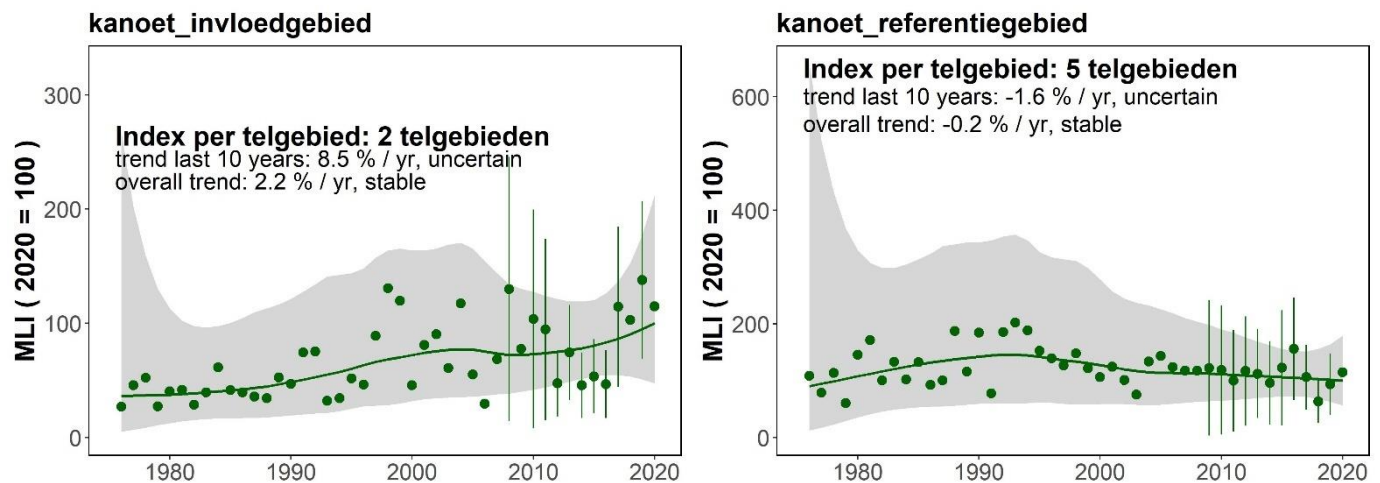 kanoet_invloedgebied
Index per telgebied: 2 telgebieden
trend last 10 years: 8.5 % / yr, uncertain
overall trend: 2.2 % / yr, stable
MLI ( 2020 = 100 )
300
200
100
0
1980
1990
2000
2010
2020
kanoet_referentiegebied
Index per telgebied: 5 telgebieden
trend last 10 years: -1.6 % / yr, uncertain
overall trend: -0.2 % / yr, stable
MLI ( 2020 = 100 )
600
400
200
0
1980
1990
2000
2010
2020